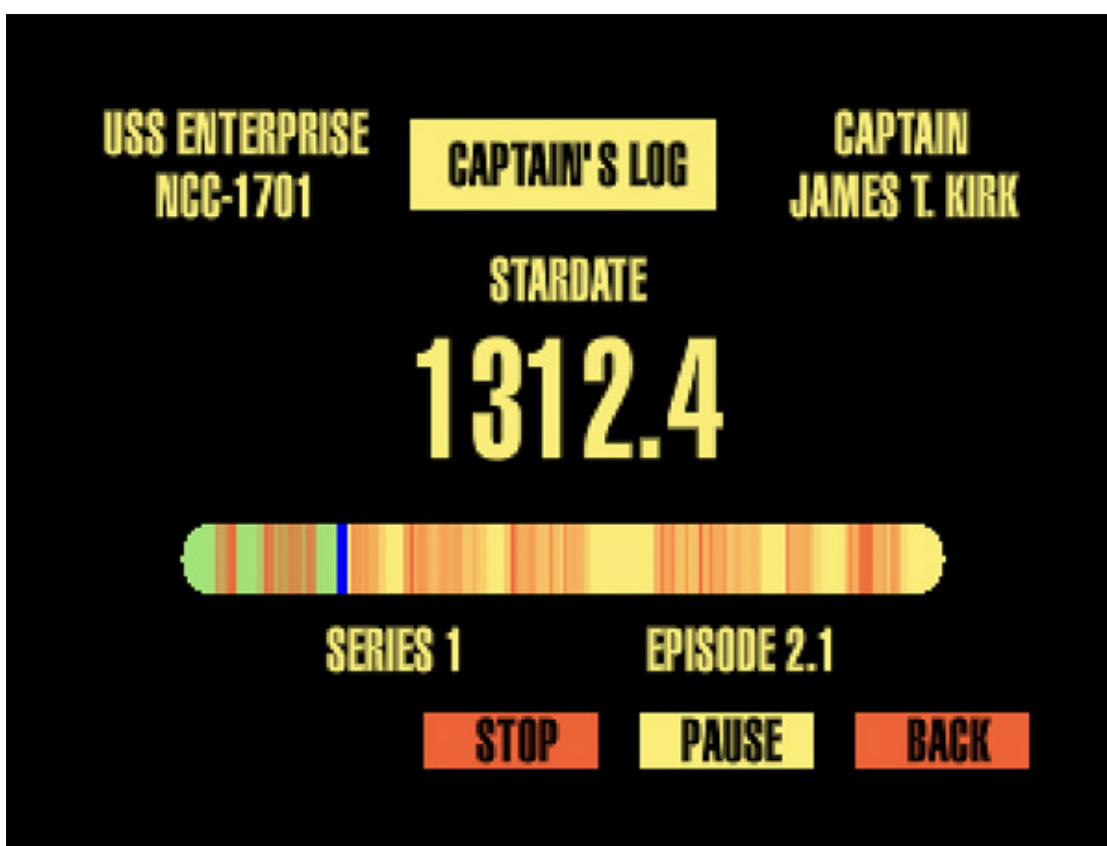 USS ENTERPRISE
NCC-1701
CAPTAIN'S LOG
CAPTAIN
JAMES T. KIRK
STARDATE
1312.4
SERIES 1
EPISODE 2.1
STOP
PAUSE
BACK